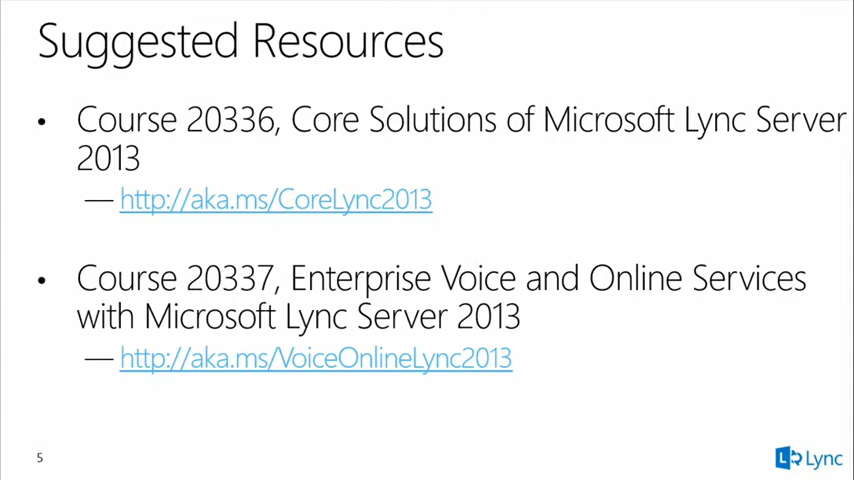 Suggested Resources
• Course 20336, Core Solutions of Microsoft Lync Server
2013
— http://aka.ms/CoreLync2013
• Course 20337, Enterprise Voice and Online Services
with Microsoft Lync Server 2013
— http://aka.ms/VoiceOnlineLync2013
5
L Lync